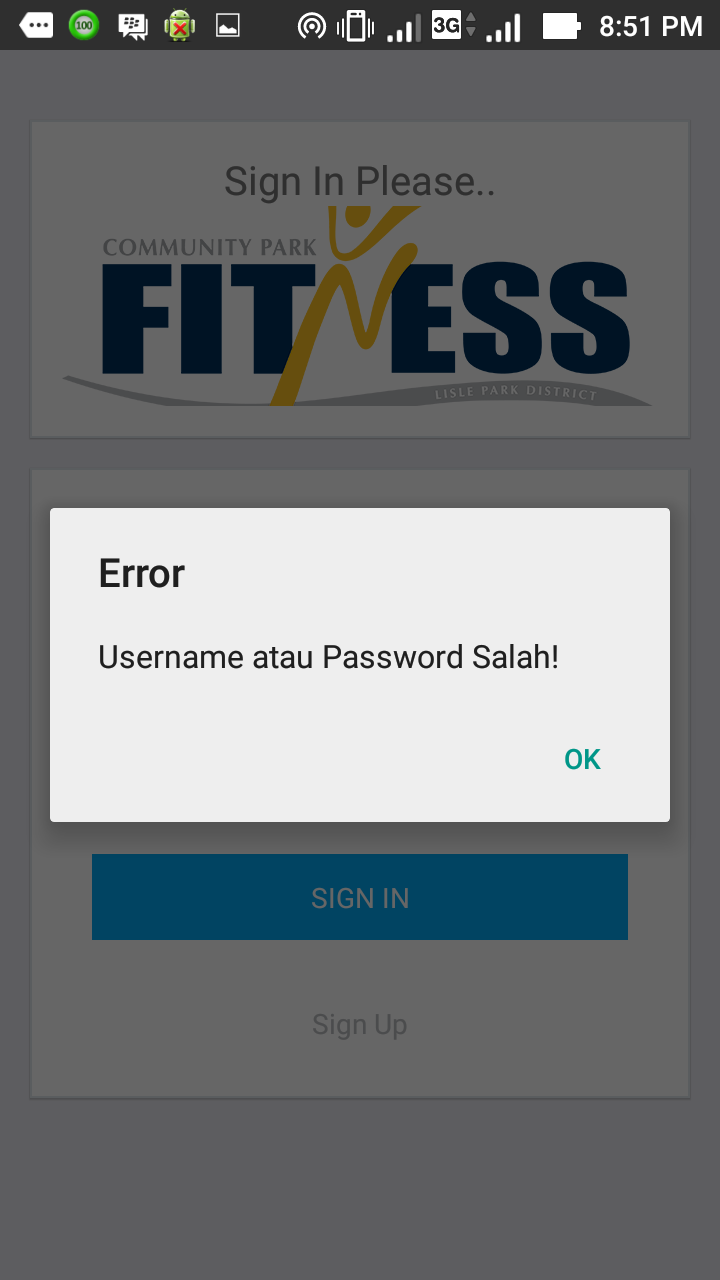 100
3G
8:51 PM
Sign In Please..
COMMUNITY PARK
FITNESS
LISLE PARK DISTRICT
Error
Username atau Password Salah!
OK
SIGN IN
Sign Up